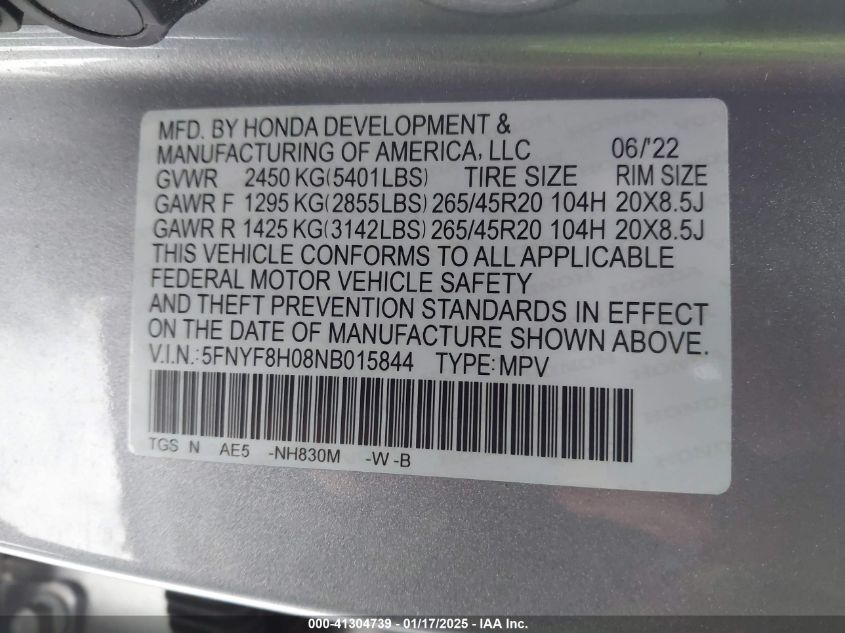 MFD. BY HONDA DEVELOPMENT &
MANUFACTURING OF AMERICA, LLC 06/'22
GVWR 2450 KG(5401LBS) TIRE SIZE RIM SIZE
GAWR F 1295 KG(2855LBS) 265/45R20 104H 20X8.5J
GAWR R 1425 KG(3142LBS) 265/45R20 104H 20X8.5J
THIS VEHICLE CONFORMS TO ALL APPLICABLE
FEDERAL MOTOR VEHICLE SAFETY
AND THEFT PREVENTION STANDARDS IN EFFECT
ON THE DATE OF MANUFACTURE SHOWN ABOVE.
V.I.N.:5FNYF8H08NB015844 TYPE:MPV
TGS N AE5 -NH830M -W -B
000-41304739 - 01/17/2025 - IAA Inc.